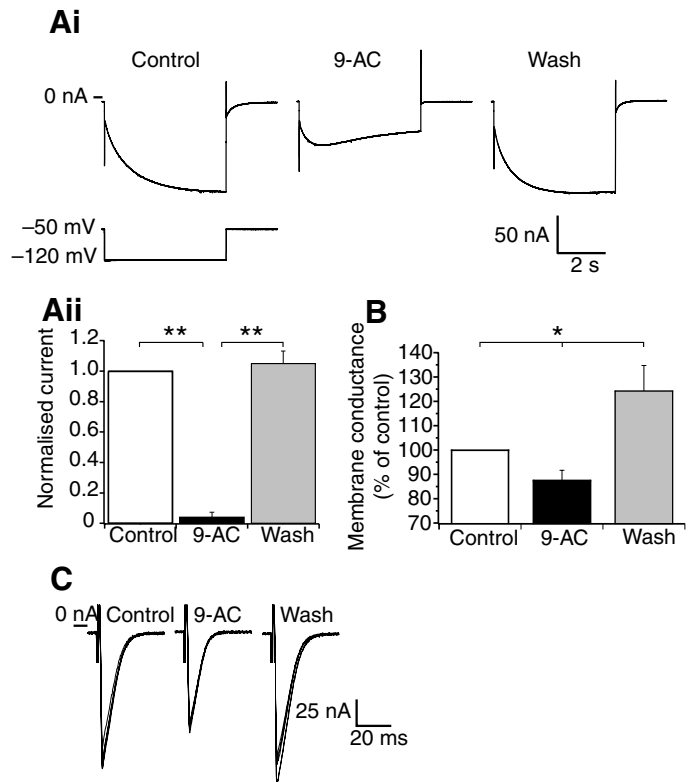 Ai
Control 9-AC Wash
0 nA
–50 mV
–120 mV
50 nA
2 s
Aii
** **
Normalised current
1.2
1.0
0.8
0.6
0.4
0.2
0
Control 9-AC Wash
B
*
Membrane conductance
(% of control)
140
130
120
110
100
90
80
70
Control 9-AC Wash
C
0 nA Control 9-AC Wash
25 nA
20 ms